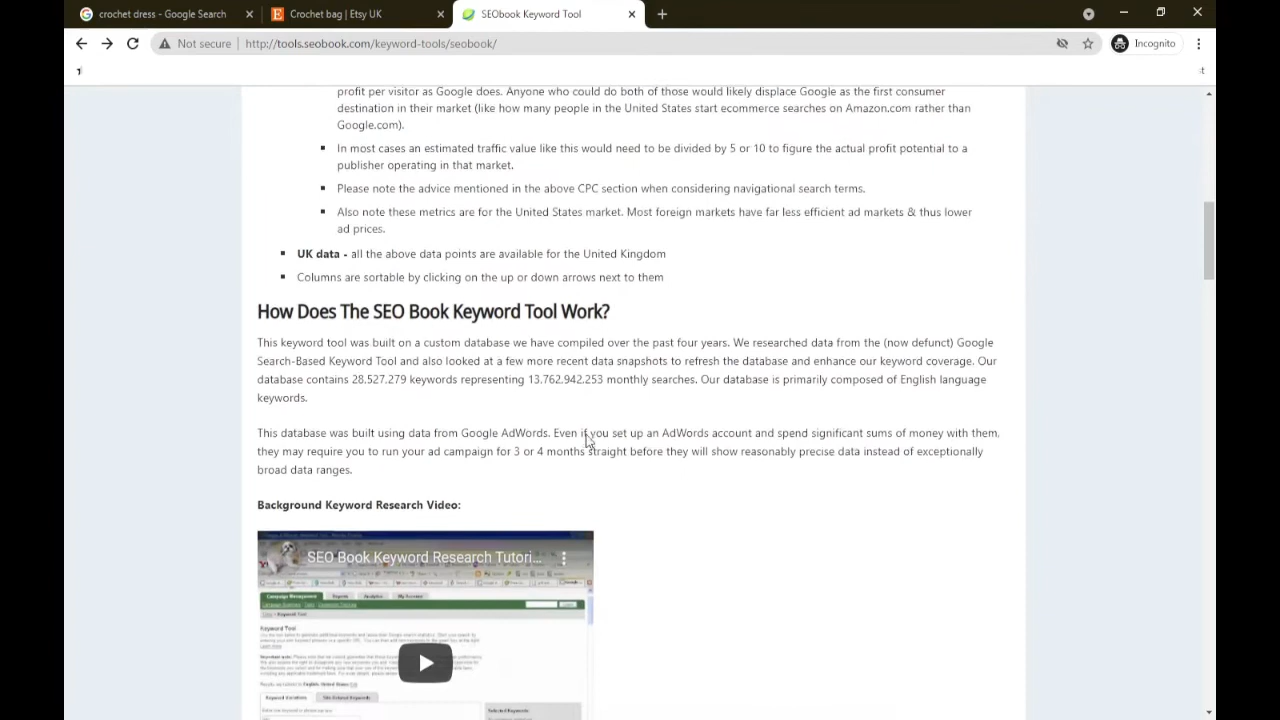 crochet dress - Google Search
Crochet bag | Etsy UK
SEObook Keyword Tool
Not secure
http://tools.seobook.com/keyword-tools/seobook/
Incognito
profit per visitor as Google does. Anyone who could do both of those would likely displace Google as the first consumer
destination in their market (like how many people in the United States start ecommerce searches on Amazon.com rather than
Google.com).
In most cases an estimated traffic value like this would need to be divided by 5 or 10 to figure the actual profit potential to a
publisher operating in that market.
Please note the advice mentioned in the above CPC section when considering navigational search terms.
Also note these metrics are for the United States market. Most foreign markets have far less efficient ad markets & thus lower
ad prices.
UK data - all the above data points are available for the United Kingdom
Columns are sortable by clicking on the up or down arrows next to them
How Does The SEO Book Keyword Tool Work?
This keyword tool was built on a custom database we have compiled over the past four years. We researched data from the (now defunct) Google
Search-Based Keyword Tool and also looked at a few more recent data snapshots to refresh the database and enhance our keyword coverage. Our
database contains 28,527,279 keywords representing 13,762,942,253 monthly searches. Our database is primarily composed of English language
keywords.
This database was built using data from Google AdWords. Even if you set up an AdWords account and spend significant sums of money with them,
they may require you to run your ad campaign for 3 or 4 months straight before they will show reasonably precise data instead of exceptionally
broad data ranges.
Background Keyword Research Video:
SEO Book Keyword Research Tutori...
Campaign Management
Reports
Analytics
My Account
Keyword Tool
Keyword Variations
Site-Related Keywords
Selected Keywords